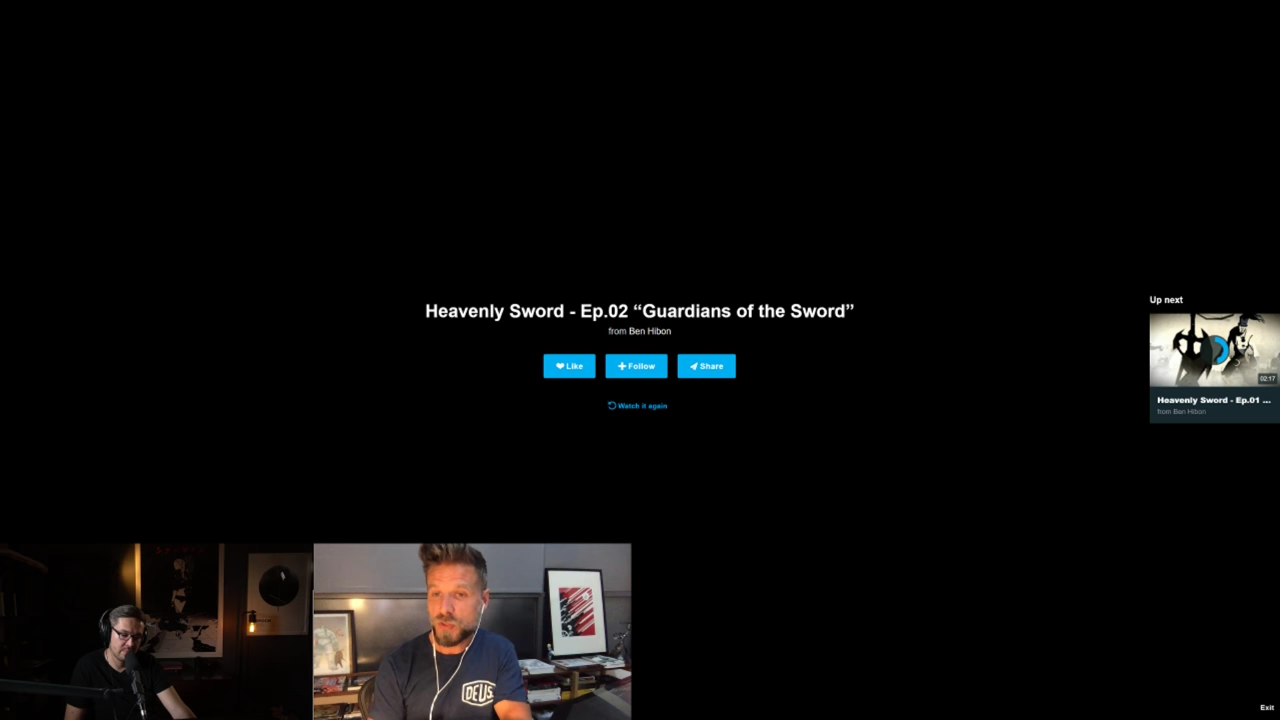 Heavenly Sword - Ep.02 “Guardians of the Sword”
from Ben Hibon
Like
Follow
Share
Watch it again
Up next
02:17
Heavenly Sword - Ep.01 ...
from Ben Hibon
DEUS
Exit